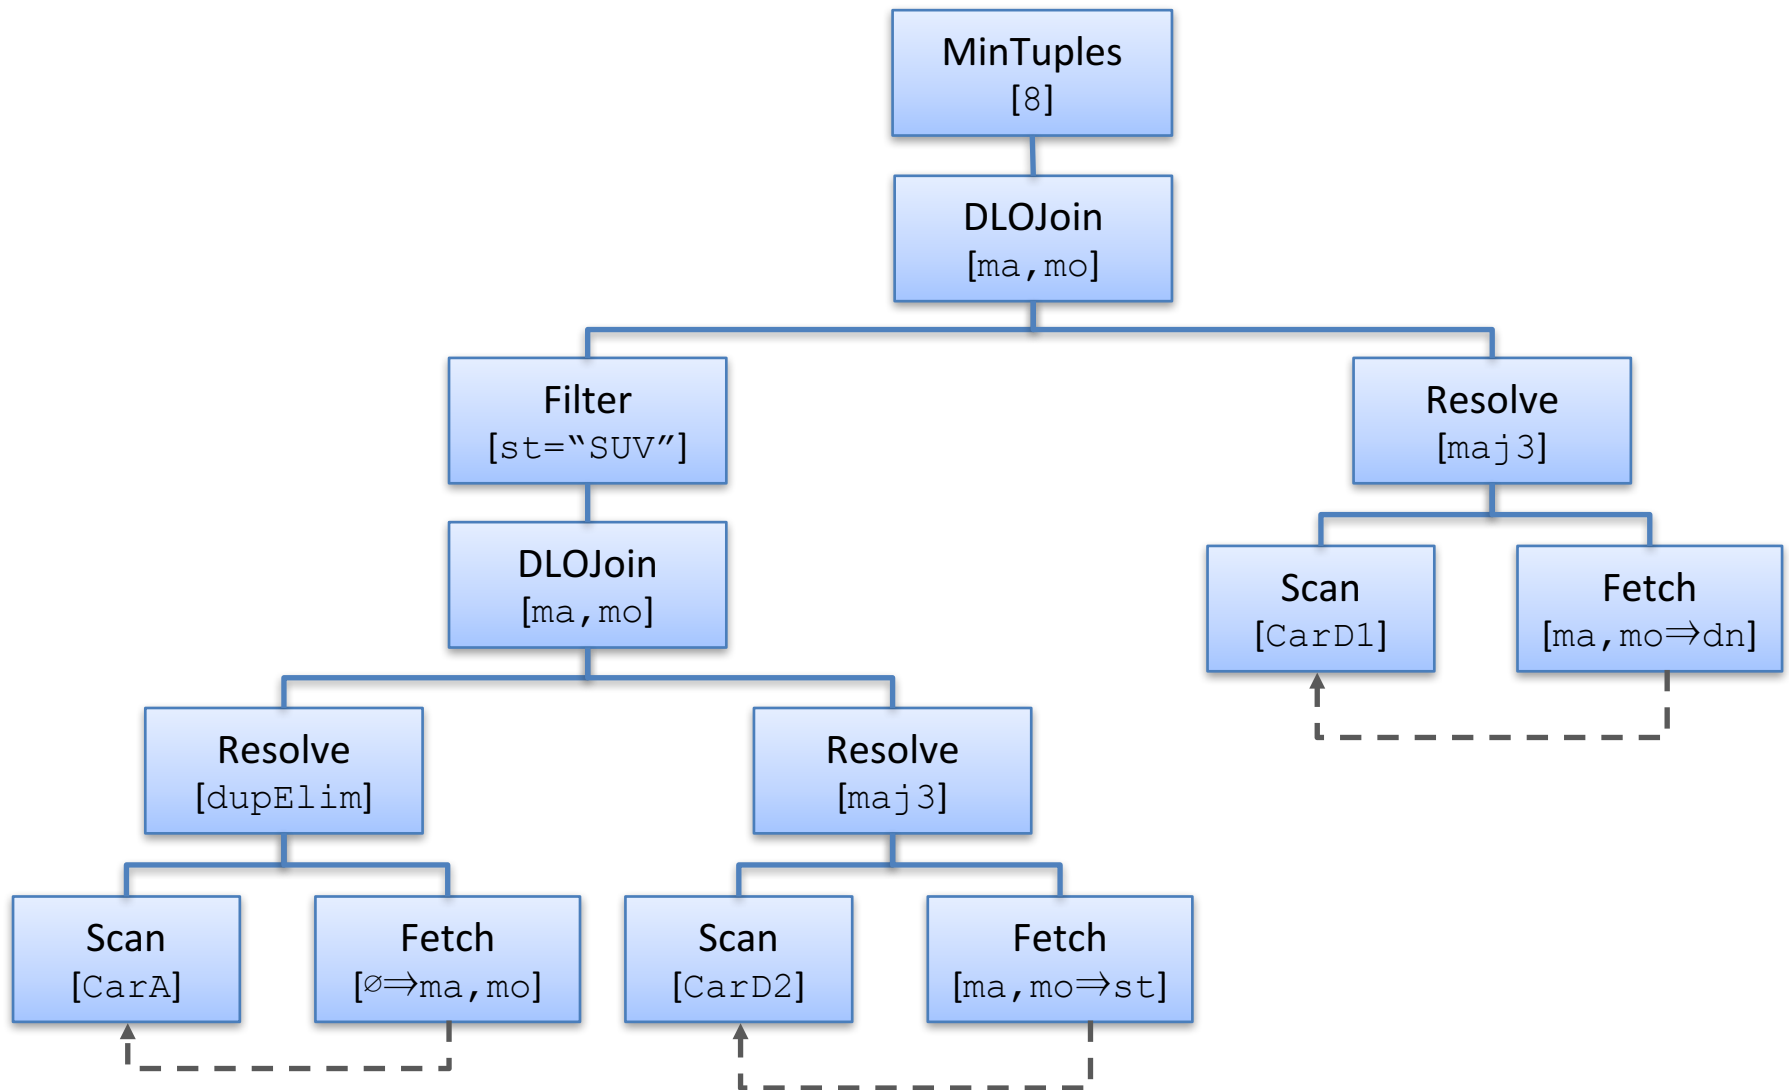 MinTuples
[8]
DLOJoin
[ma,mo]
Filter
[st=“SUV”]
Resolve
[maj3]
DLOJoin
[ma,mo]
Scan
[CarD1]
Fetch
[ma,mo⇒dn]
Resolve
[dupElim]
Resolve
[maj3]
Scan
[CarA]
Fetch
[∅⇒ma,mo]
Scan
[CarD2]
Fetch
[ma,mo⇒st]